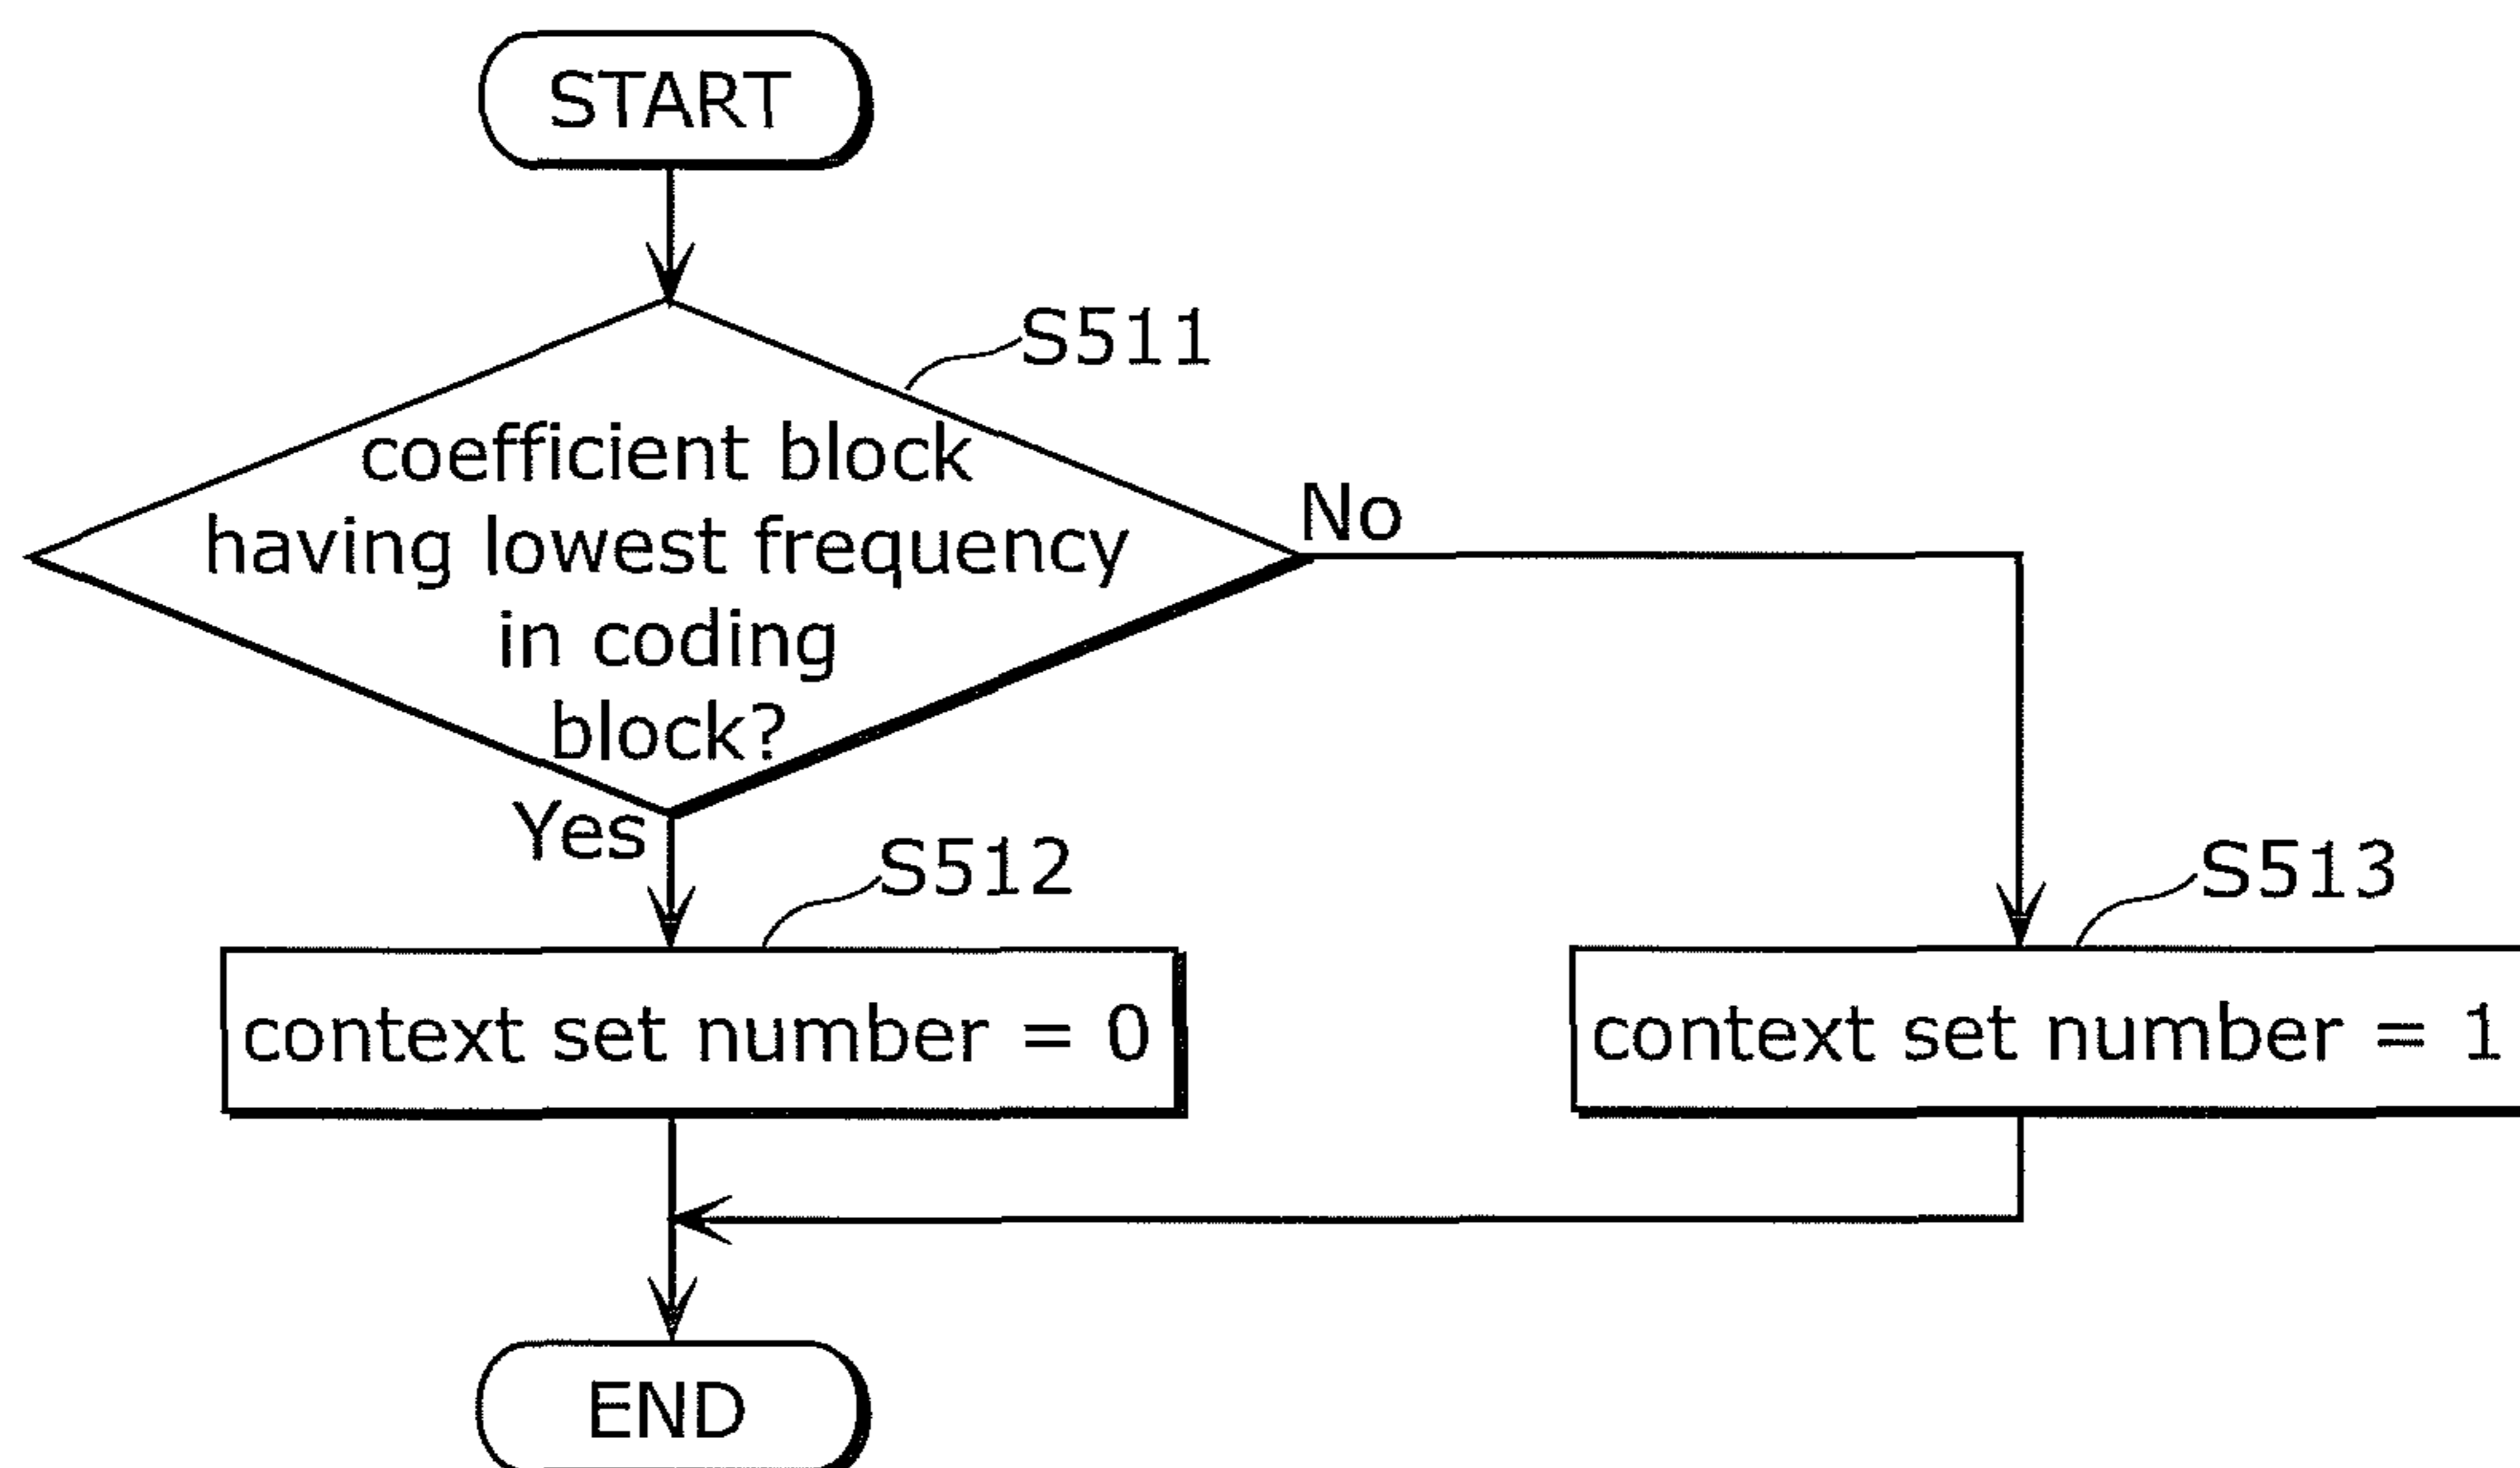 START
S511
coefficient block
having lowest frequency
in coding
block?
No
Yes
S512
S513
context set number = 0
context set number = 1
END